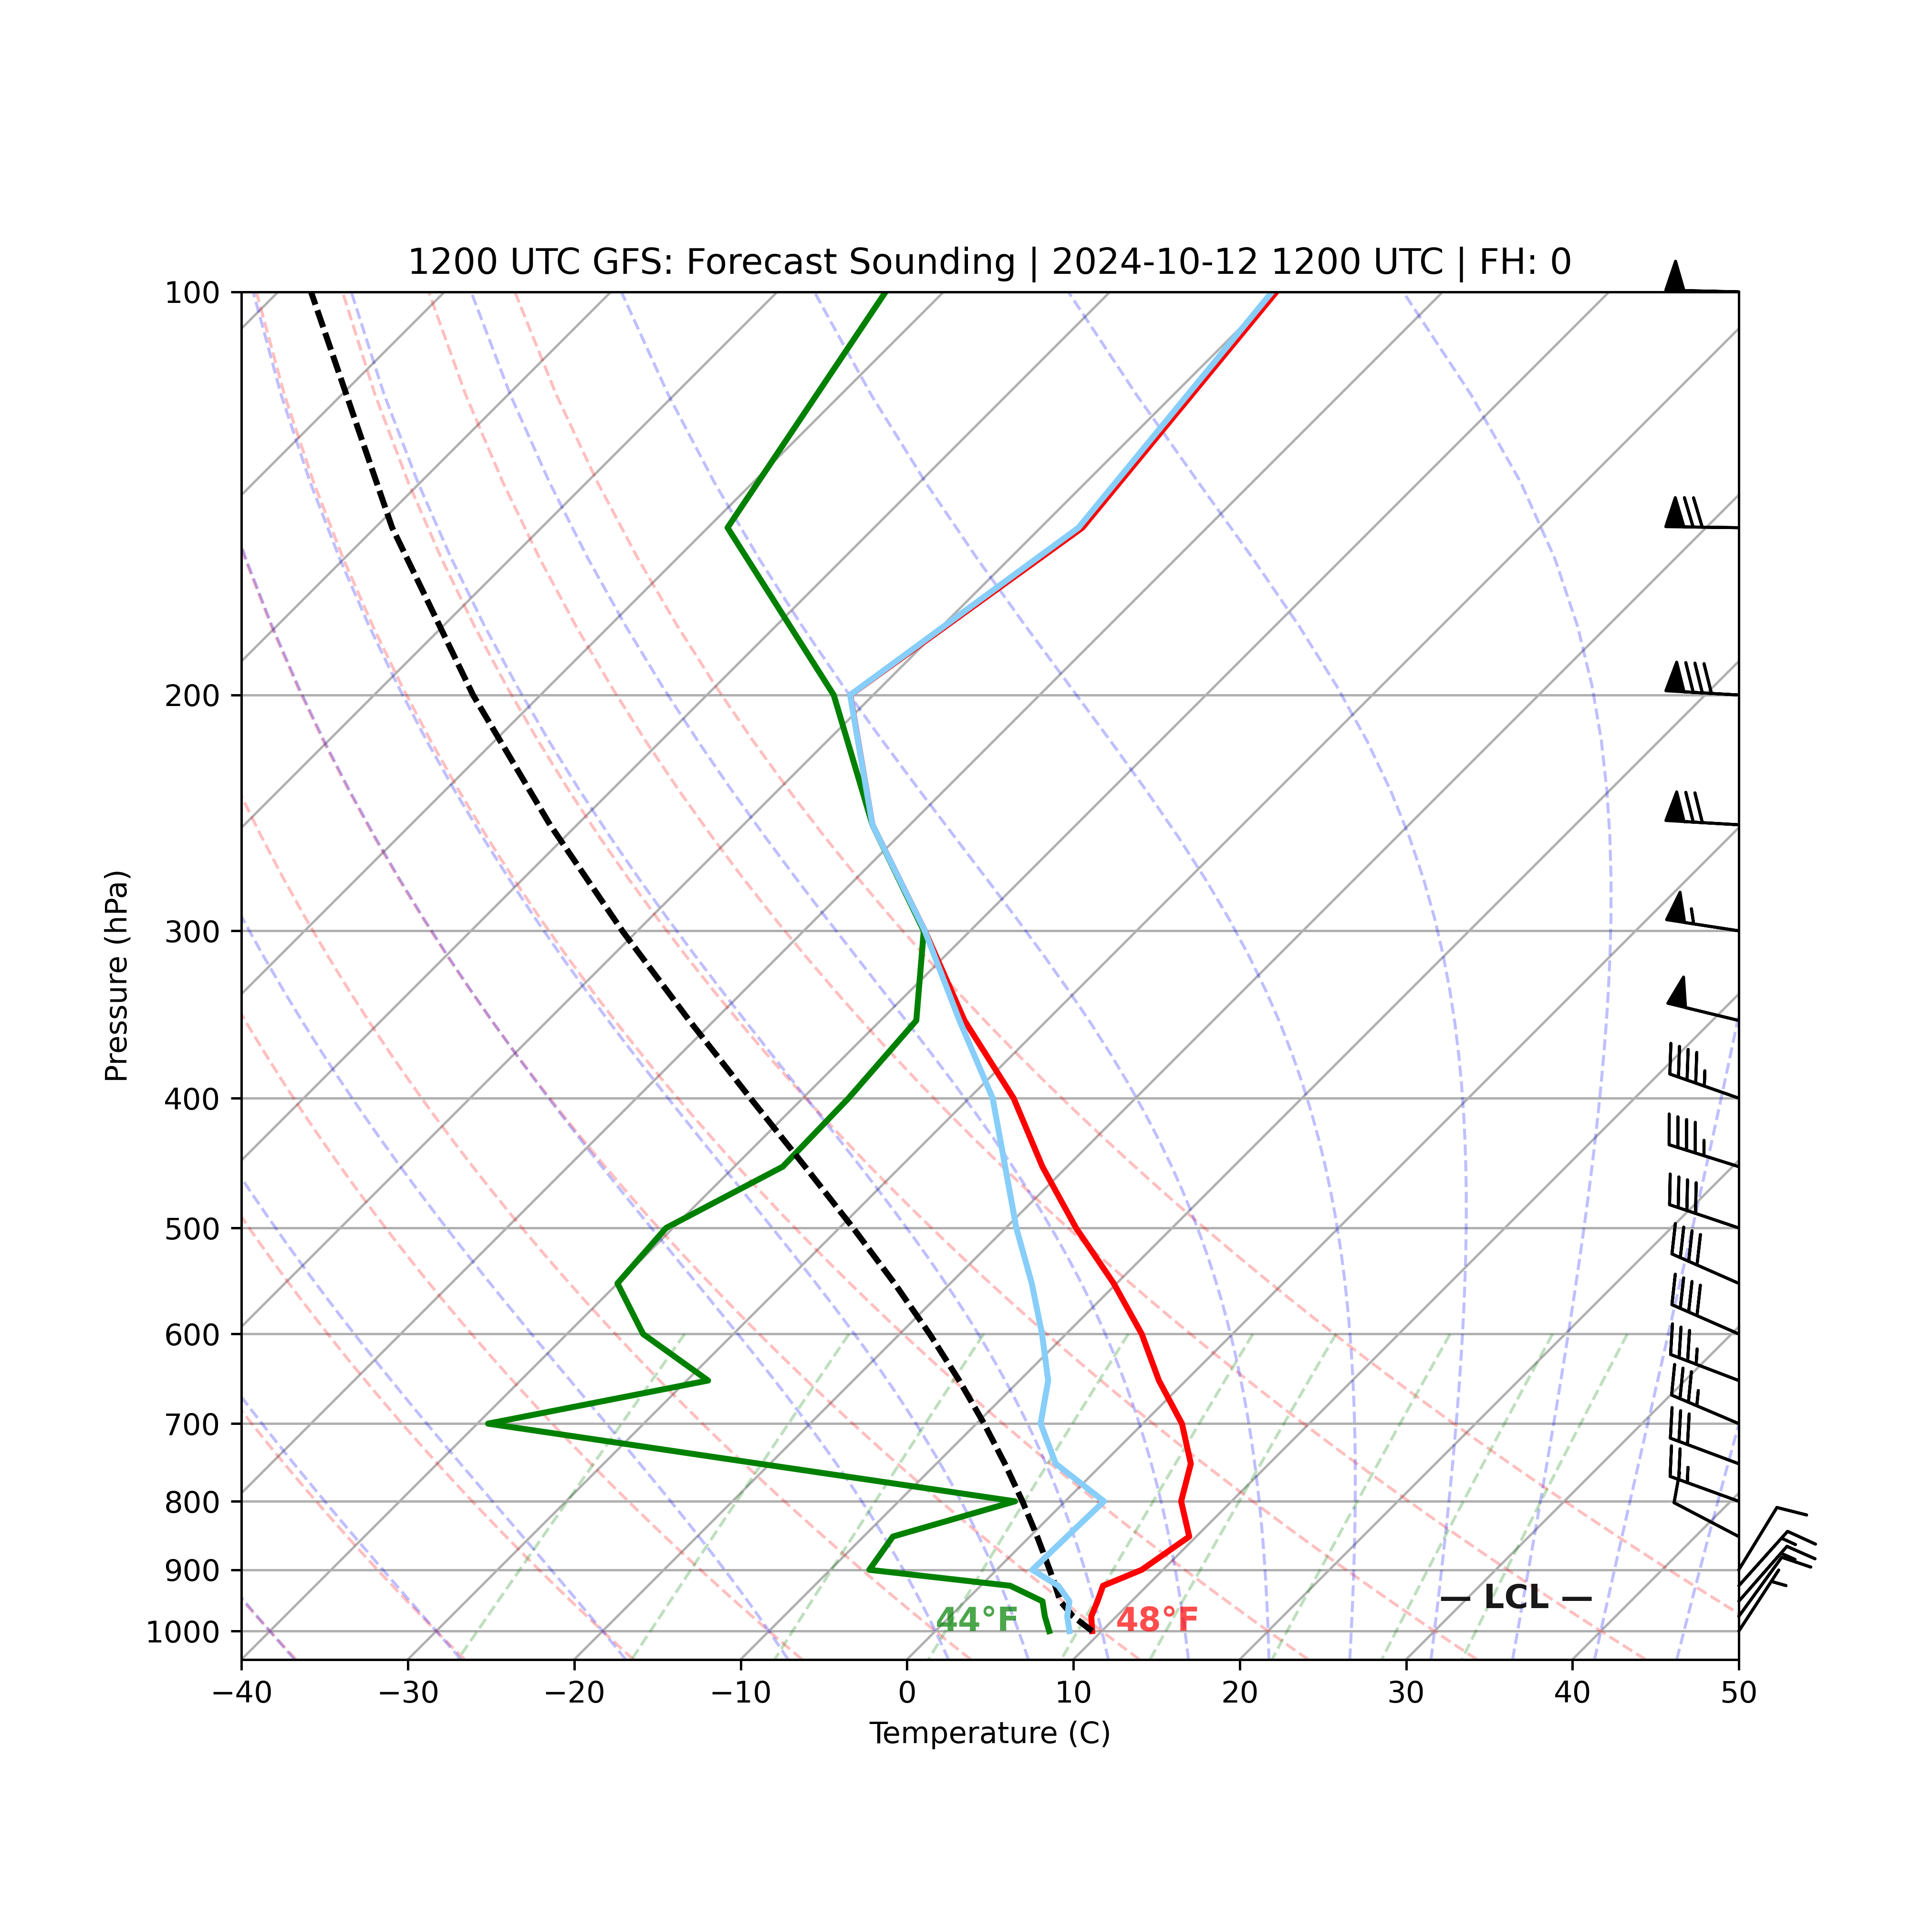 1200 UTC GFS: Forecast Sounding | 2024-10-12 1200 UTC | FH: 0
100
200
300
400
500
600
700
800
900
1000
Pressure (hPa)
— LCL —
44°F
48°F
−40 −30 −20 −10 0 10 20 30 40 50
Temperature (C)